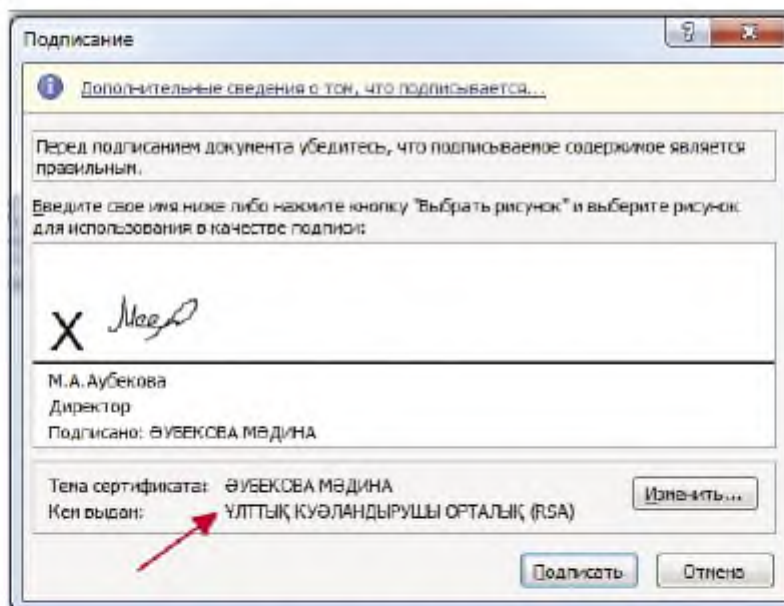 Подписание
Дополнительные сведения о том, что подписывается...
Перед подписанием документа убедитесь, что подписываемое содержимое является
правильным.
Введите свое имя ниже либо нажмите кнопку "Выбрать рисунок" и выберите рисунок
для использования в качестве подписи:
X
М.А.Аубекова
Директор
Подписано: ӘУБЕКОВА МӘДИНА
Тема сертификата: ӘУБЕКОВА МӘДИНА
Изменить...
Кем выдан: ҰЛТТЫҚ КУӘЛАНДЫРУШЫ ОРТАЛЫҚ (RSA)
Подписать Отмена